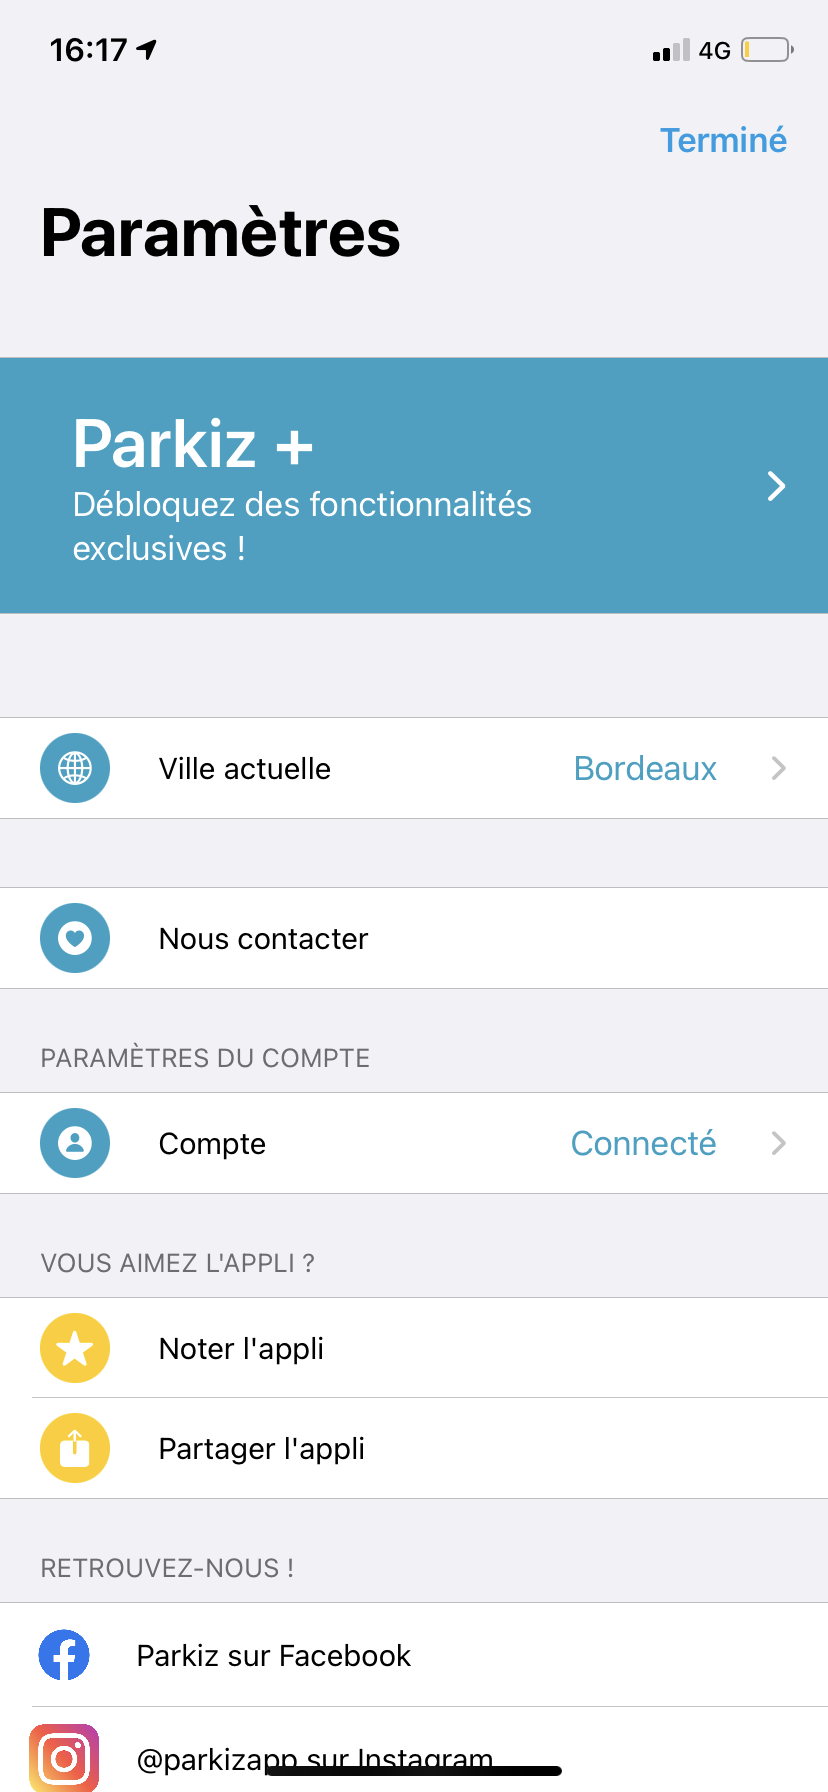 16:17
4G
Terminé
Paramètres
Parkiz +
Débloquez des fonctionnalités
exclusives !
Ville actuelle
Bordeaux
Nous contacter
PARAMÈTRES DU COMPTE
Compte
Connecté
VOUS AIMEZ L'APPLI ?
Noter l'appli
Partager l'appli
RETROUVEZ-NOUS !
Parkiz sur Facebook
@parkizapp sur Instagram